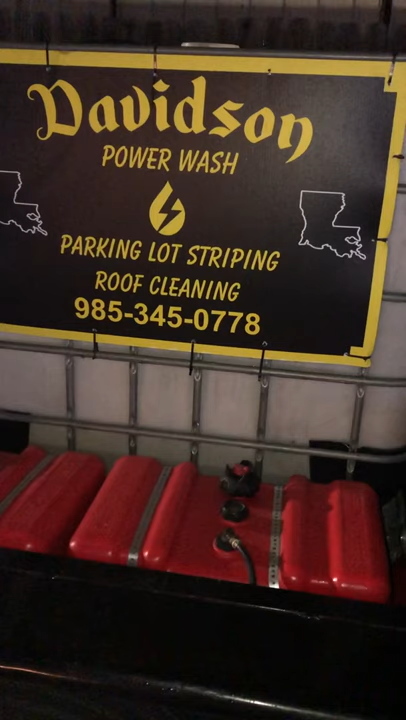 Davidson
POWER WASH
PARKING LOT STRIPING
ROOF CLEANING
985-345-0778